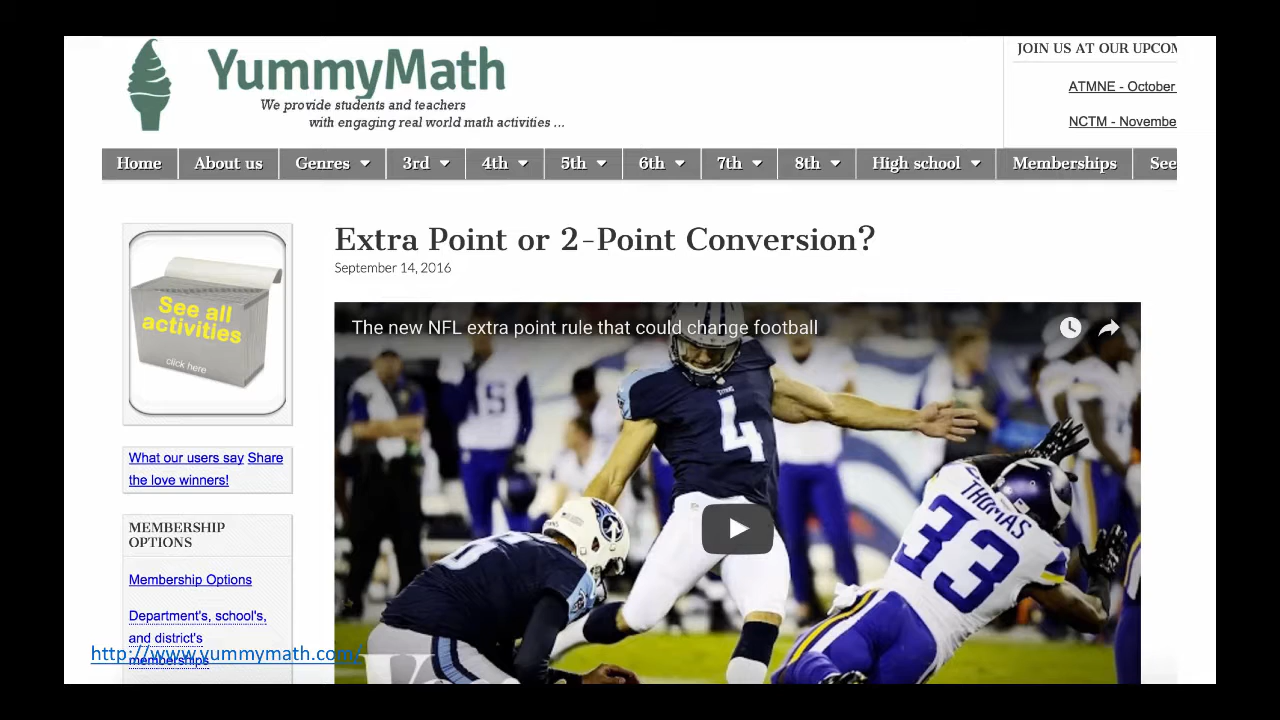 YummyMath
We provide students and teachers
with engaging real world math activities ...
JOIN US AT OUR
ATMNE - October
NCTM -
Home About us Genres 3rd 4th 5th 6th 7th 8th High school Memberships
See all
activities
click here
What our users say Share
the love winners!
MEMBERSHIP
OPTIONS
Membership Options
Department's, school's,
and district's
memberships
http://www.yummymath.com/
Extra Point or 2-Point Conversion?
September 14, 2016
The new NFL extra point rule that could change football
TITANS
4
5
6
THOMAS
33